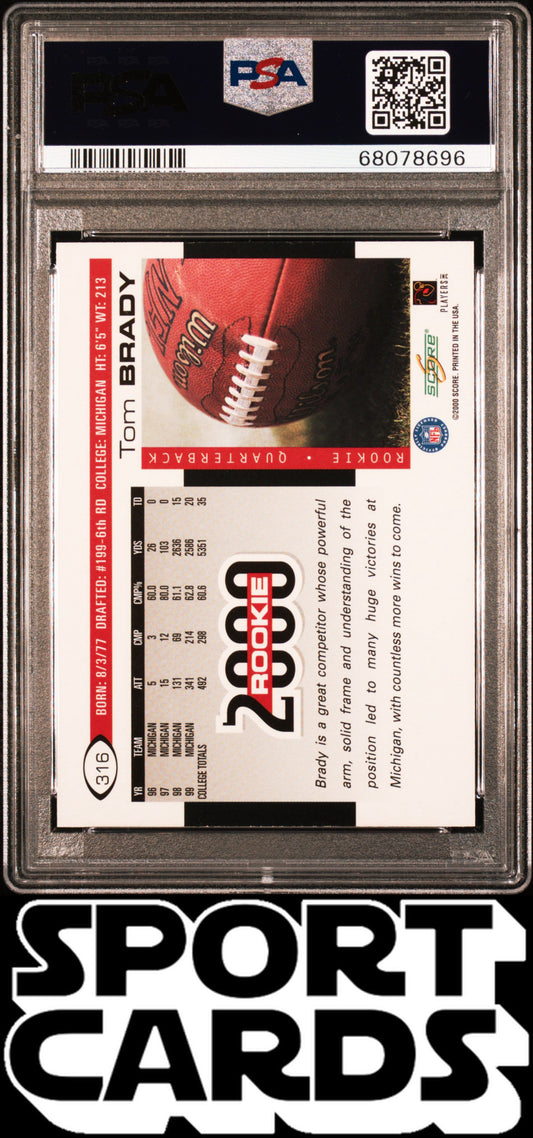 PSA
68078696
316
BORN: 8/3/77 DRAFTED: #199-6th RD COLLEGE: MICHIGAN HT: 6'5" WT: 213
Tom BRADY
Wilson
ROOKIE • QUARTERBACK
YR TEAM ATT CMP CMP% YDS TD
96 MICHIGAN 5 3 60.0 26 0
97 MICHIGAN 15 12 80.0 103 0
98 MICHIGAN 131 69 61.1 2636 15
99 MICHIGAN 341 214 62.8 2586 20
COLLEGE TOTALS 492 298 60.6 5351 35
2000
ROOKIE
Brady is a great competitor whose powerful
arm, solid frame and understanding of the
position led to many huge victories at
Michigan, with countless more wins to come.
NFL
SCORE®
©2000 SCORE. PRINTED IN THE USA.
PLAYERS INC
SPORT
CARDS